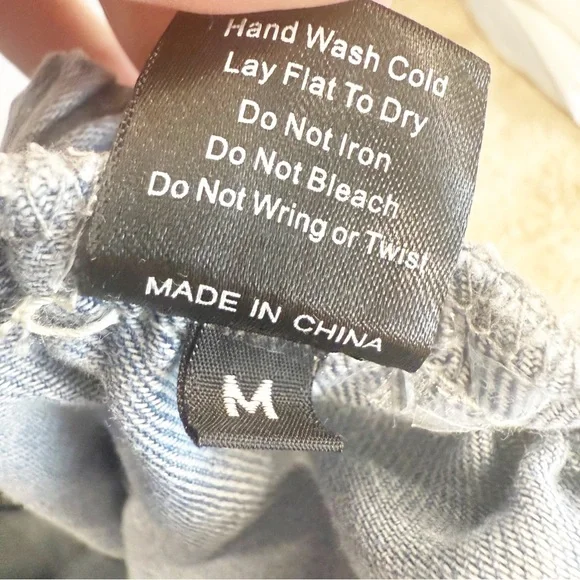 Hand Wash Cold
Lay Flat To Dry
Do Not Iron
Do Not Bleach
Do Not Wring or Twist
MADE IN CHINA
M